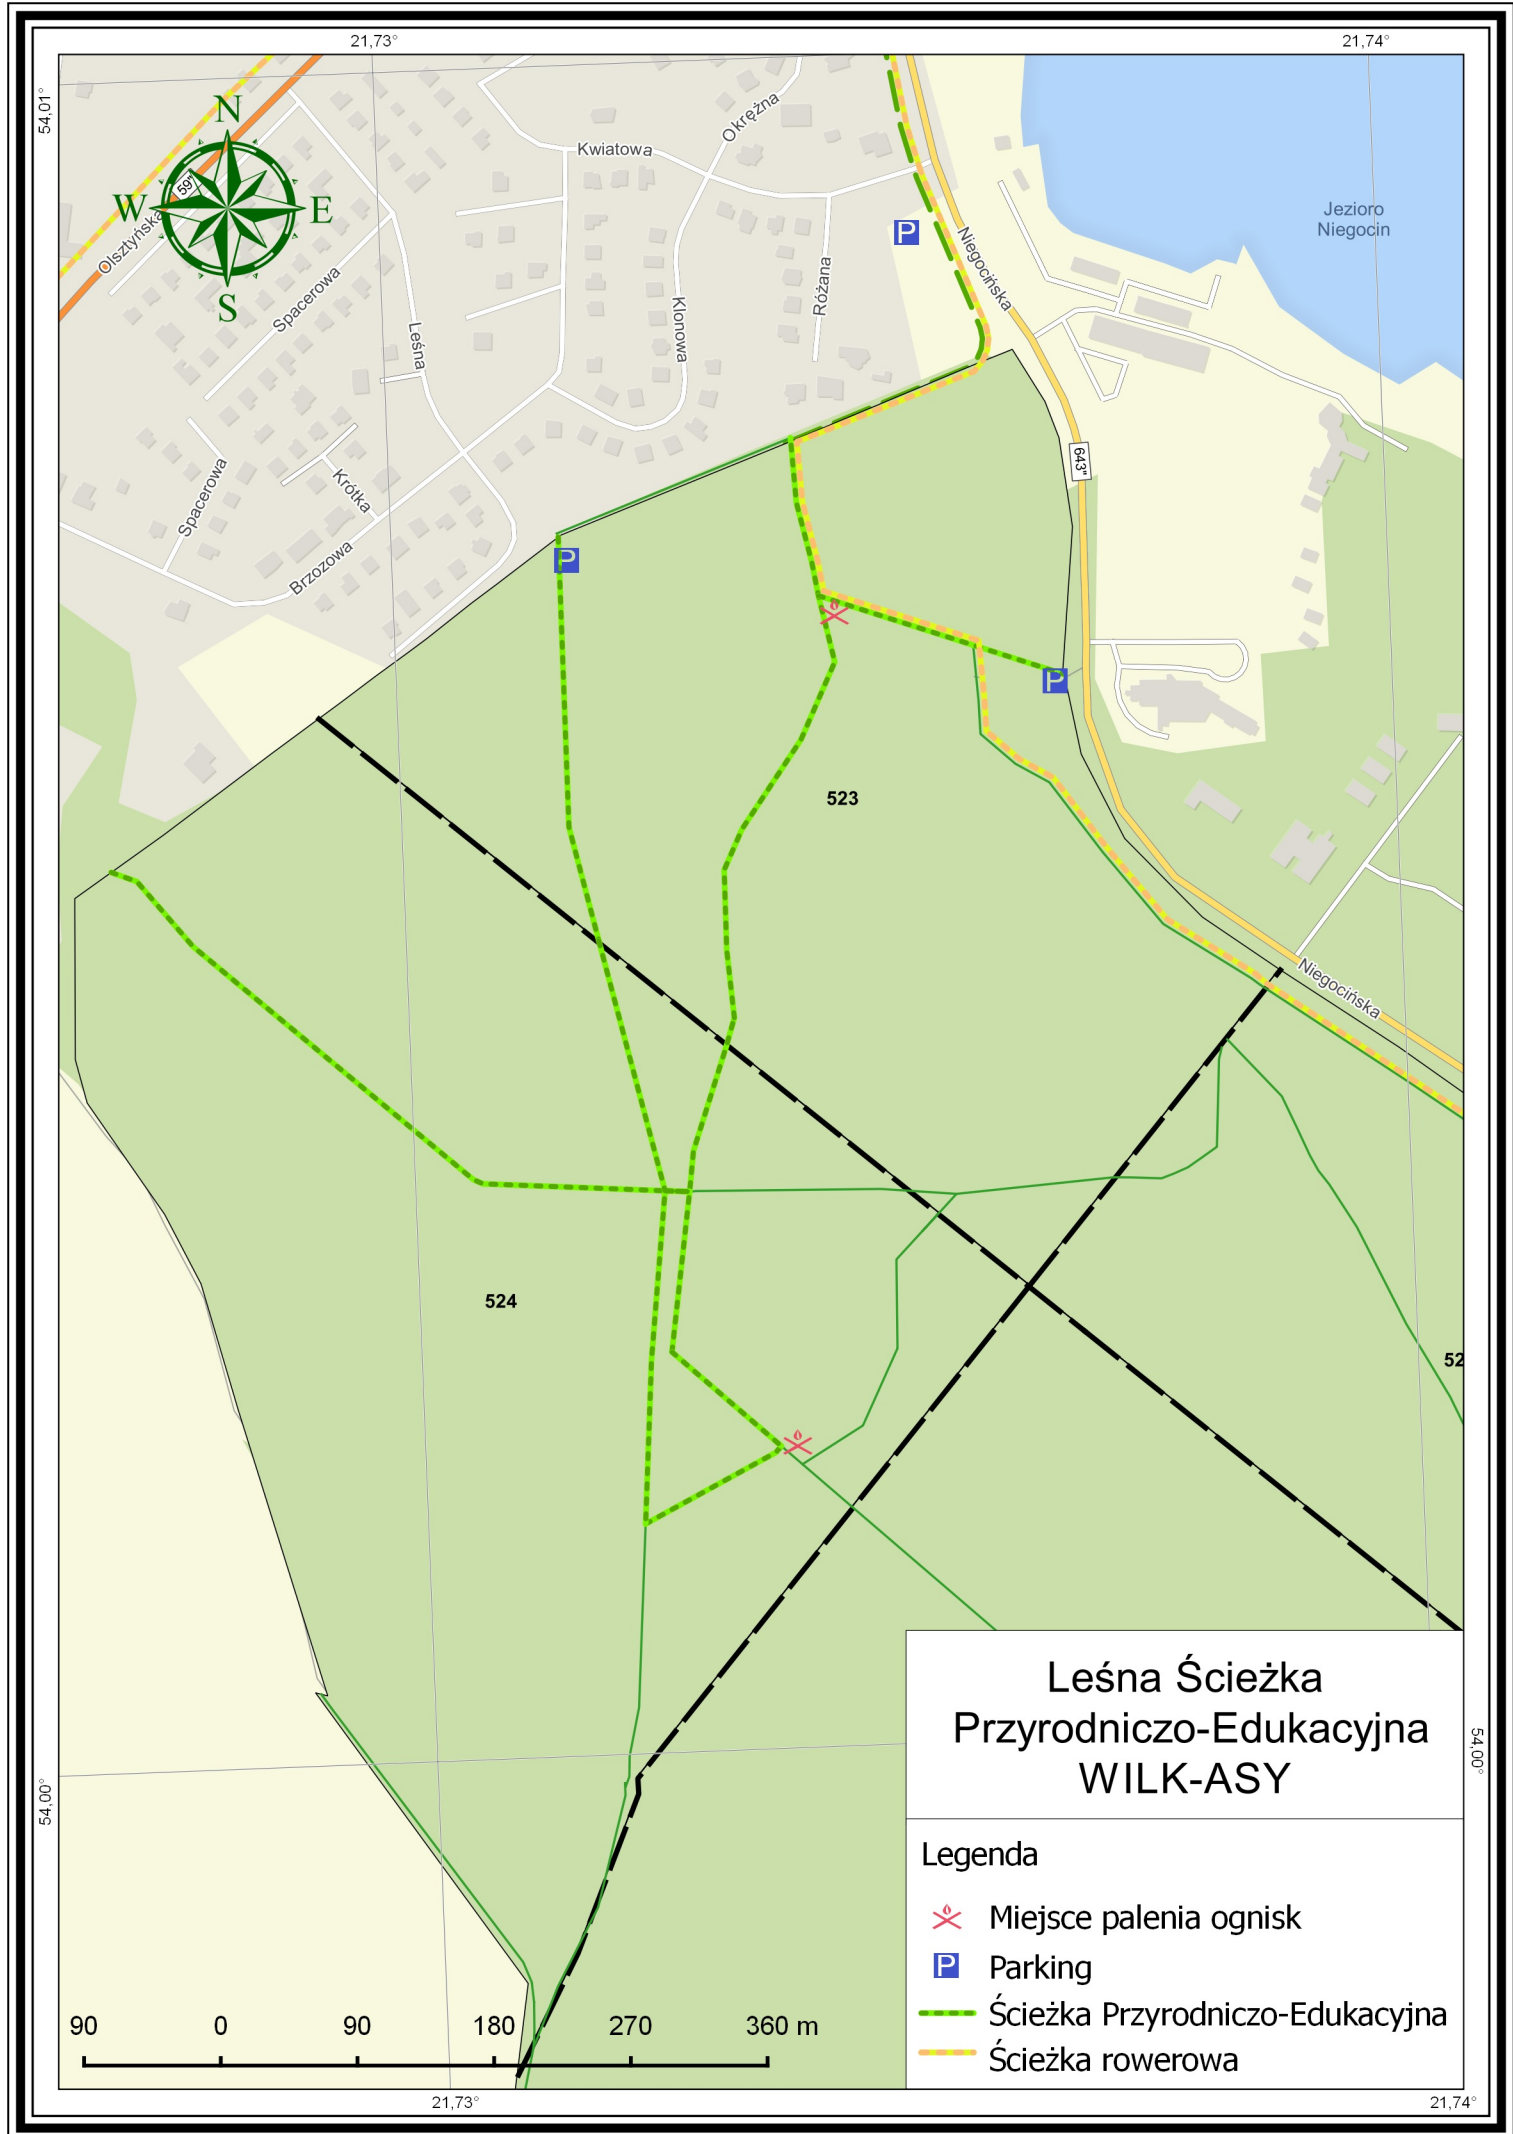 21,73°
21,74°
54,01°
N
W
E
S
59"
Olsztyńska
Spacerowa
Leśna
Kwiatowa
Okrężna
Klonowa
Różana
P
Niegocińska
Jezioro
Niegocin
643"
Spacerowa
Krótka
Brzozowa
P
P
523
Niegocińska
524
52
Leśna Ścieżka
Przyrodniczo-Edukacyjna
WILK-ASY
54,00°
54,00°
Legenda
Miejsce palenia ognisk
P Parking
Ścieżka Przyrodniczo-Edukacyjna
Ścieżka rowerowa
90 0 90 180 270 360 m
21,73°
21,74°